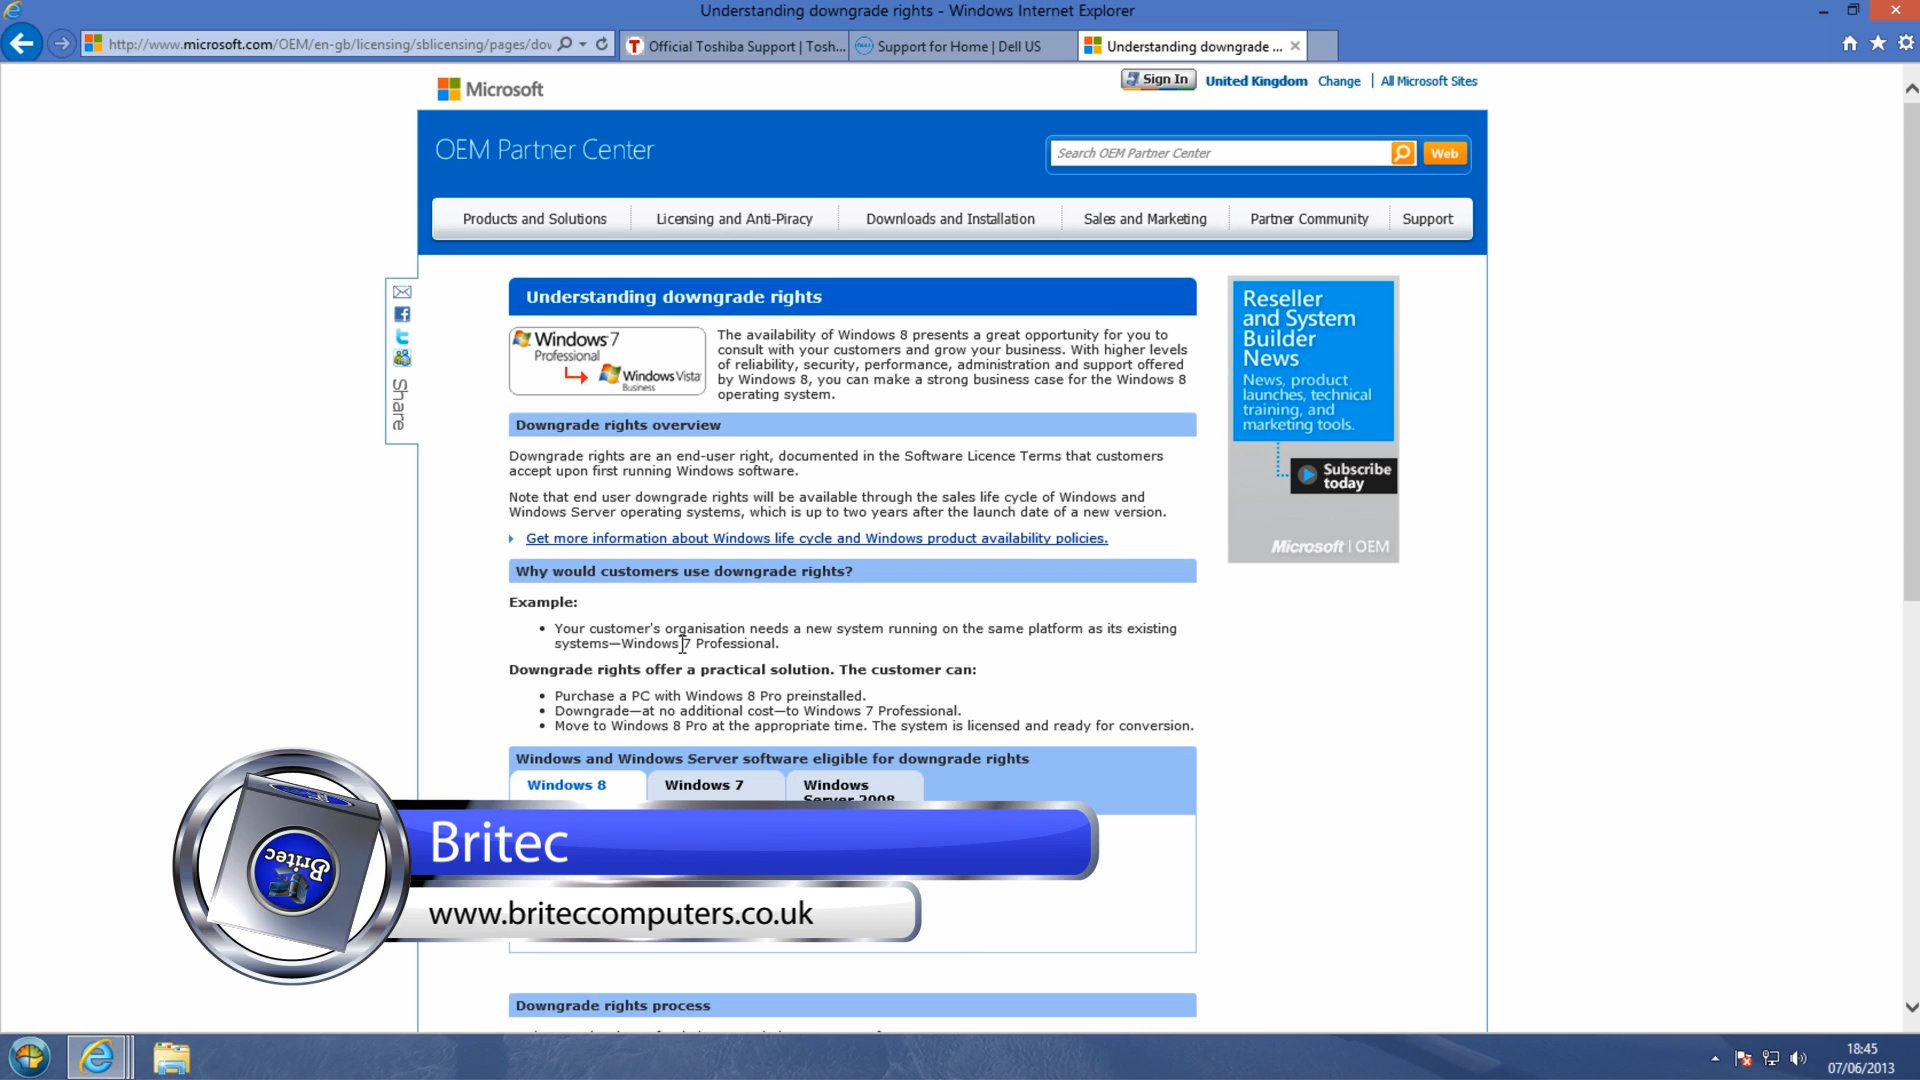 Understanding downgrade rights - Windows Internet Explorer
http://www.microsoft.com/OEM/en-gb/licensing/sblicensing/pages/dov
Official Toshiba Support | Tosh...
Support for Home | Dell US
Understanding downgrade ...
Microsoft
Sign In
United Kingdom
Change
All Microsoft Sites
OEM Partner Center
Search OEM Partner Center
Web
Products and Solutions
Licensing and Anti-Piracy
Downloads and Installation
Sales and Marketing
Partner Community
Support
Share
Understanding downgrade rights
Windows 7
Professional
Windows Vista
Business
The availability of Windows 8 presents a great opportunity for you to
consult with your customers and grow your business. With higher levels
of reliability, security, performance, administration and support offered
by Windows 8, you can make a strong business case for the Windows 8
operating system.
Reseller
and System
Builder
News
News, product
launches, technical
training, and
marketing tools.
Subscribe
today
Microsoft | OEM
Downgrade rights overview
Downgrade rights are an end-user right, documented in the Software Licence Terms that customers
accept upon first running Windows software.
Note that end user downgrade rights will be available through the sales life cycle of Windows and
Windows Server operating systems, which is up to two years after the launch date of a new version.
Get more information about Windows life cycle and Windows product availability policies.
Why would customers use downgrade rights?
Example:
• Your customer's organisation needs a new system running on the same platform as its existing
systems—Windows 7 Professional.
Downgrade rights offer a practical solution. The customer can:
• Purchase a PC with Windows 8 Pro preinstalled.
• Downgrade—at no additional cost—to Windows 7 Professional.
• Move to Windows 8 Pro at the appropriate time. The system is licensed and ready for conversion.
Windows and Windows Server software eligible for downgrade rights
Windows 8
Windows 7
Windows
Server 2008
Britec
Britec
www.briteccomputers.co.uk
Downgrade rights process
18:45
07/06/2013